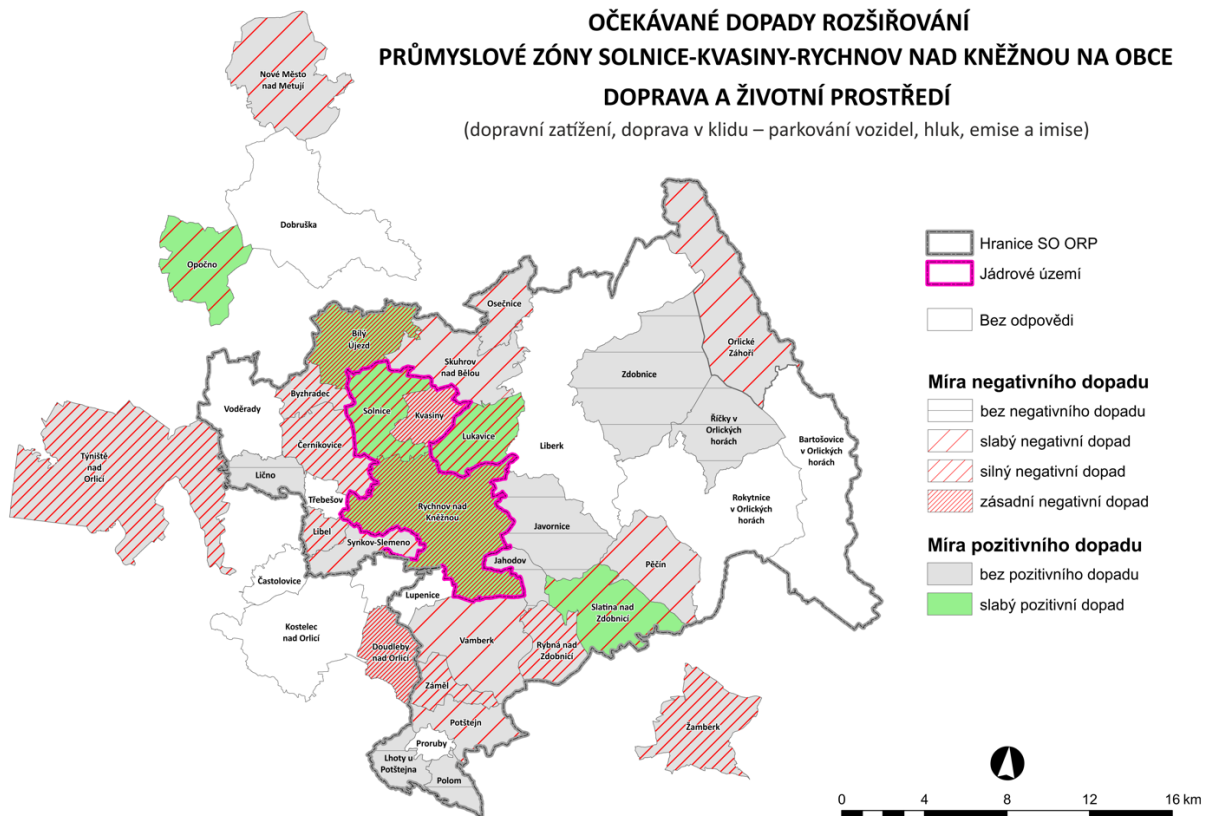 OČEKÁVANÉ DOPADY ROZŠIŘOVÁNÍ
PRŮMYSLOVÉ ZÓNY SOLNICE-KVASINY-RYCHNOV NAD KNĚŽNOU NA OBCE
DOPRAVA A ŽIVOTNÍ PROSTŘEDÍ
(dopravní zatížení, doprava v klidu – parkování vozidel, hluk, emise a imise)
Nové Město
nad Metují
Dobruška
Opočno
Osečnice
Bílý
Újezd
Skuhrov
nad Bělou
Orlické
Záhoří
Zdobnice
Byzhradec
Solnice
Kvasiny
Voděrady
Říčky v
Orlických
horách
Lukavice
Liberk
Bartošovice
v Orlických
horách
Černíkovice
Týniště
nad
Orlicí
Lično
Třebešov
Rychnov nad
Kněžnou
Rokytnice
v Orlických
horách
Javornice
Libel
Synkov-Slemeno
Jahodov
Pěčín
Častolovice
Lupenice
Slatina nad
Zdobnicí
Kostelec
nad Orlicí
Doudleby
nad Orlicí
Vamberk
Rybná nad
Zdobnicí
Záměl
Potštejn
Žamberk
Proruby
Lhoty u
Potštejna
Polom
Hranice SO ORP
Jádrové území
Bez odpovědi
Míra negativního dopadu
bez negativního dopadu
slabý negativní dopad
silný negativní dopad
zásadní negativní dopad
Míra pozitivního dopadu
bez pozitivního dopadu
slabý pozitivní dopad
0 4 8 12 16 km